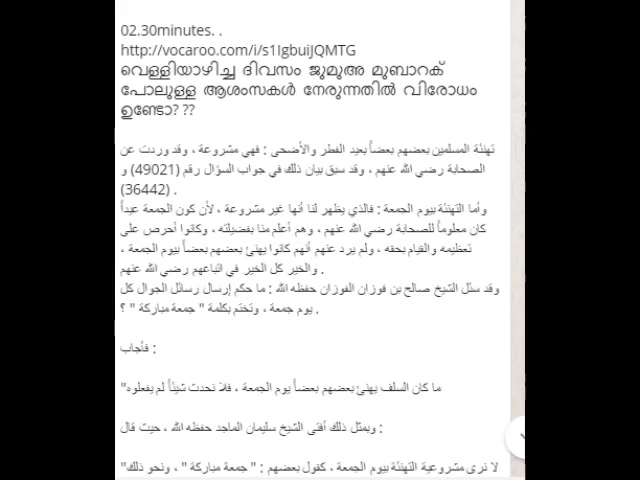 02.30minutes. .
http://vocaroo.com/i/s1IgbuiJQMTG
വെള്ളിയാഴിച്ച ദിവസം ജുമുഅ മുബാറക്
പോലുള്ള ആശംസകൾ നേരുന്നതിൽ വിരോധം
ഉണ്ടോ? ??
تهنئة المسلمين بعضهم بعضاً بعيد الفطر والأضحى : فهي مشروعة ، وقد وردت عن
الصحابة رضي الله عنهم ، وقد سبق بيان ذلك في جواب السؤال رقم (49021) و
(36442) .
وأما التهنئة بيوم الجمعة : فالذي يظهر لنا أنها غير مشروعة ، لأن كون الجمعة عيداً
كان معلوماً للصحابة رضي الله عنهم ، وهم أعلم منا بفضيلته ، وكانوا أحرص على
تعظيمه والقيام بحقه ، ولم يرد عنهم أنهم كانوا يهنئ بعضهم بعضاً بيوم الجمعة ،
والخير كل الخير في اتباعهم رضي الله عنهم .
وقد سئل الشيخ صالح بن فوزان الفوزان حفظه الله : ما حكم إرسال رسائل الجوال كل
يوم جمعة ، وتختم بكلمة " جمعة مباركة " ؟ .
فأجاب :
"ما كان السلف يهنئ بعضهم بعضاً يوم الجمعة ، فلا نحدث شيئاً لم يفعلوه
وبمثل ذلك أفتى الشيخ سليمان الماجد حفظه الله ، حيث قال :
"لا نرى مشروعية التهنئة بيوم الجمعة ، كقول بعضهم : " جمعة مباركة " ، ونحو ذلك